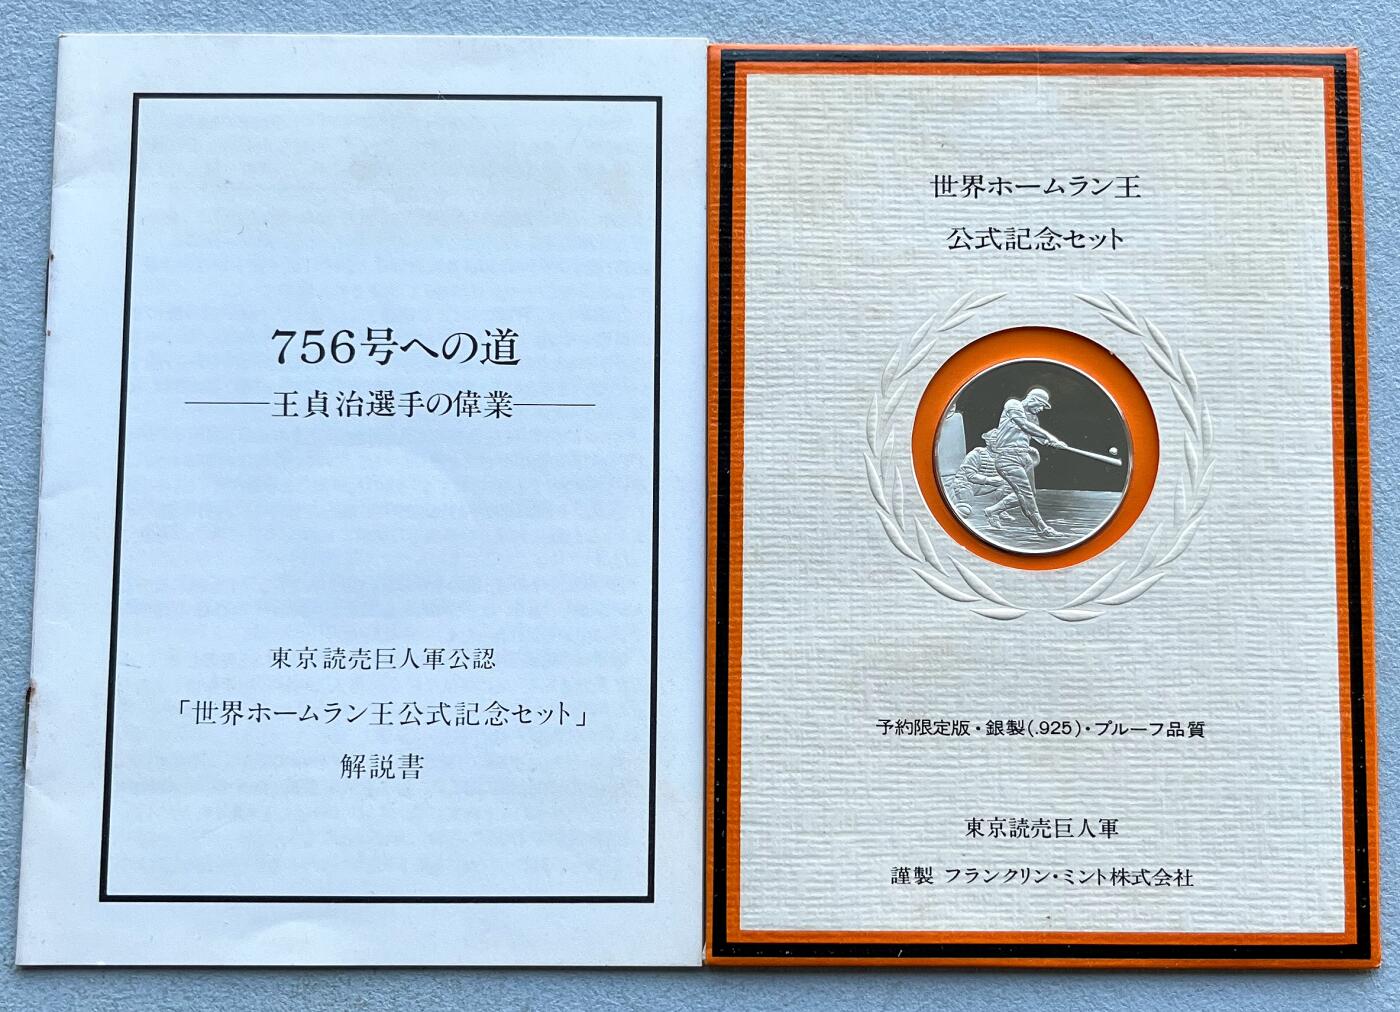 756号への道
―王貞治選手の偉業―
東京読売巨人軍公認
「世界ホームラン王公式記念セット」
解説書
世界ホームラン王
公式記念セット
予約限定版・銀製(.925)・プルーフ品質
東京読売巨人軍
謹製 フランクリン・ミント株式会社